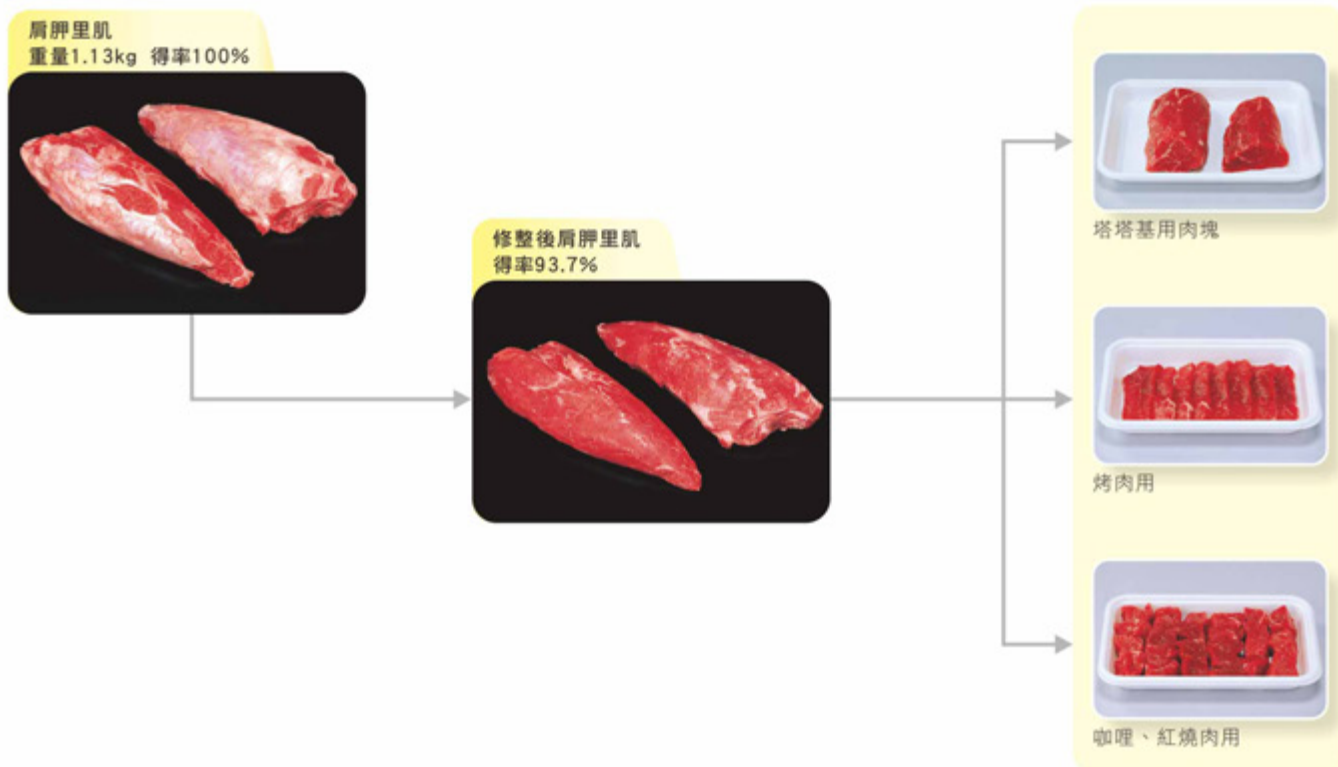 肩胛里肌
重量1.13kg 得率100%
修整後肩胛里肌
得率93.7%
塔塔基用肉塊
烤肉用
咖哩、紅燒肉用